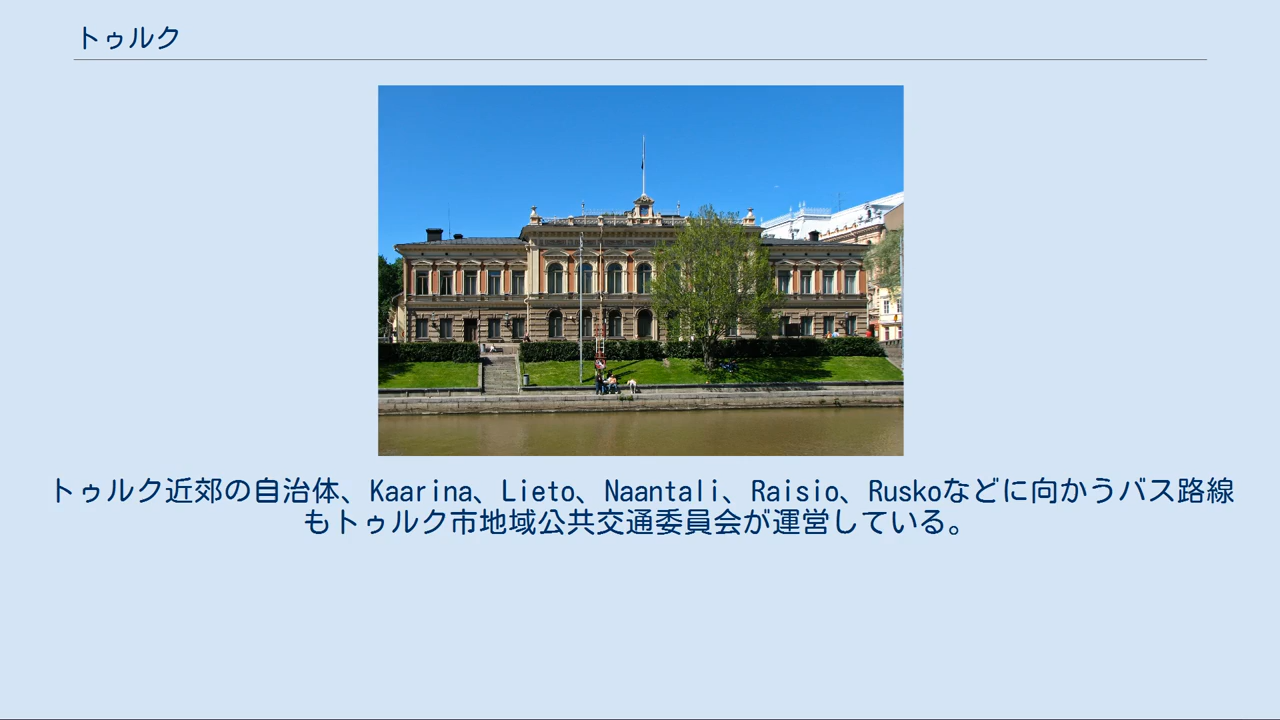 トゥルク
トゥルク近郊の自治体、Kaarina、Lieto、Naantali、Raisio、Ruskoなどに向かうバス路線
もトゥルク市地域公共交通委員会が運営している。